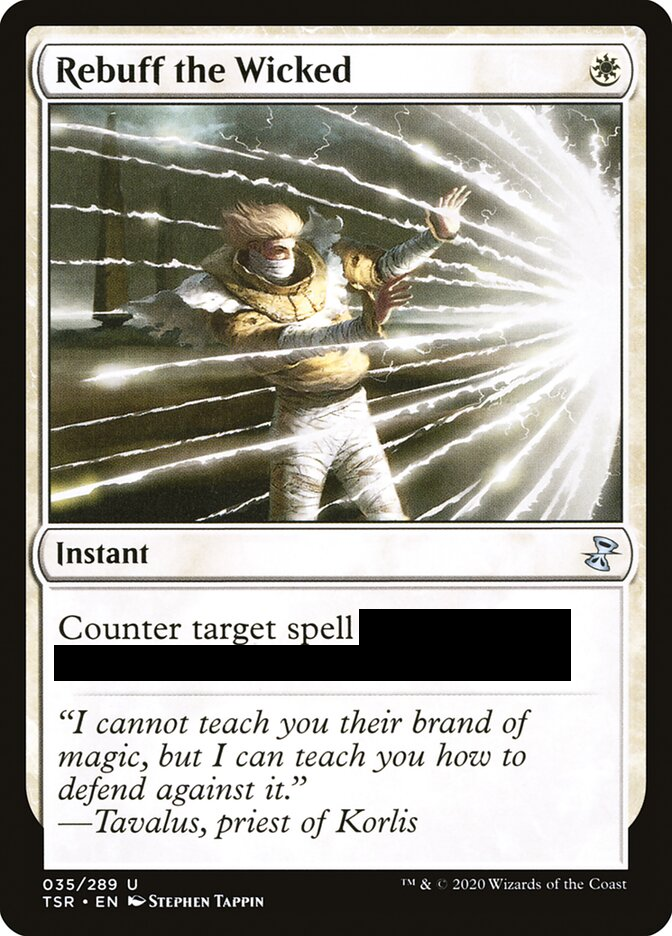 Rebuff the Wicked
Instant
Counter target spell
“I cannot teach you their brand of
magic, but I can teach you how to
defend against it.”
—Tavalus, priest of Korlis
035/289 U
TSR • EN Stephen Tappin
™ & © 2020 Wizards of the Coast